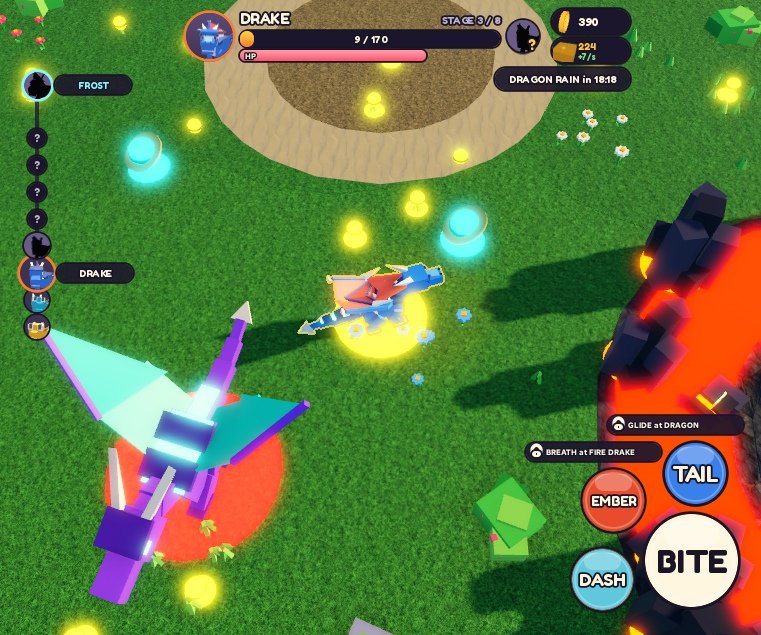 DRAKE
STAGE 3 / 8
9 / 170
HP
?
390
224
+7/s
DRAGON RAIN in 18:18
FROST
?
?
?
?
DRAKE
GLIDE at DRAGON
BREATH at FIRE DRAKE
TAIL
EMBER
BITE
DASH